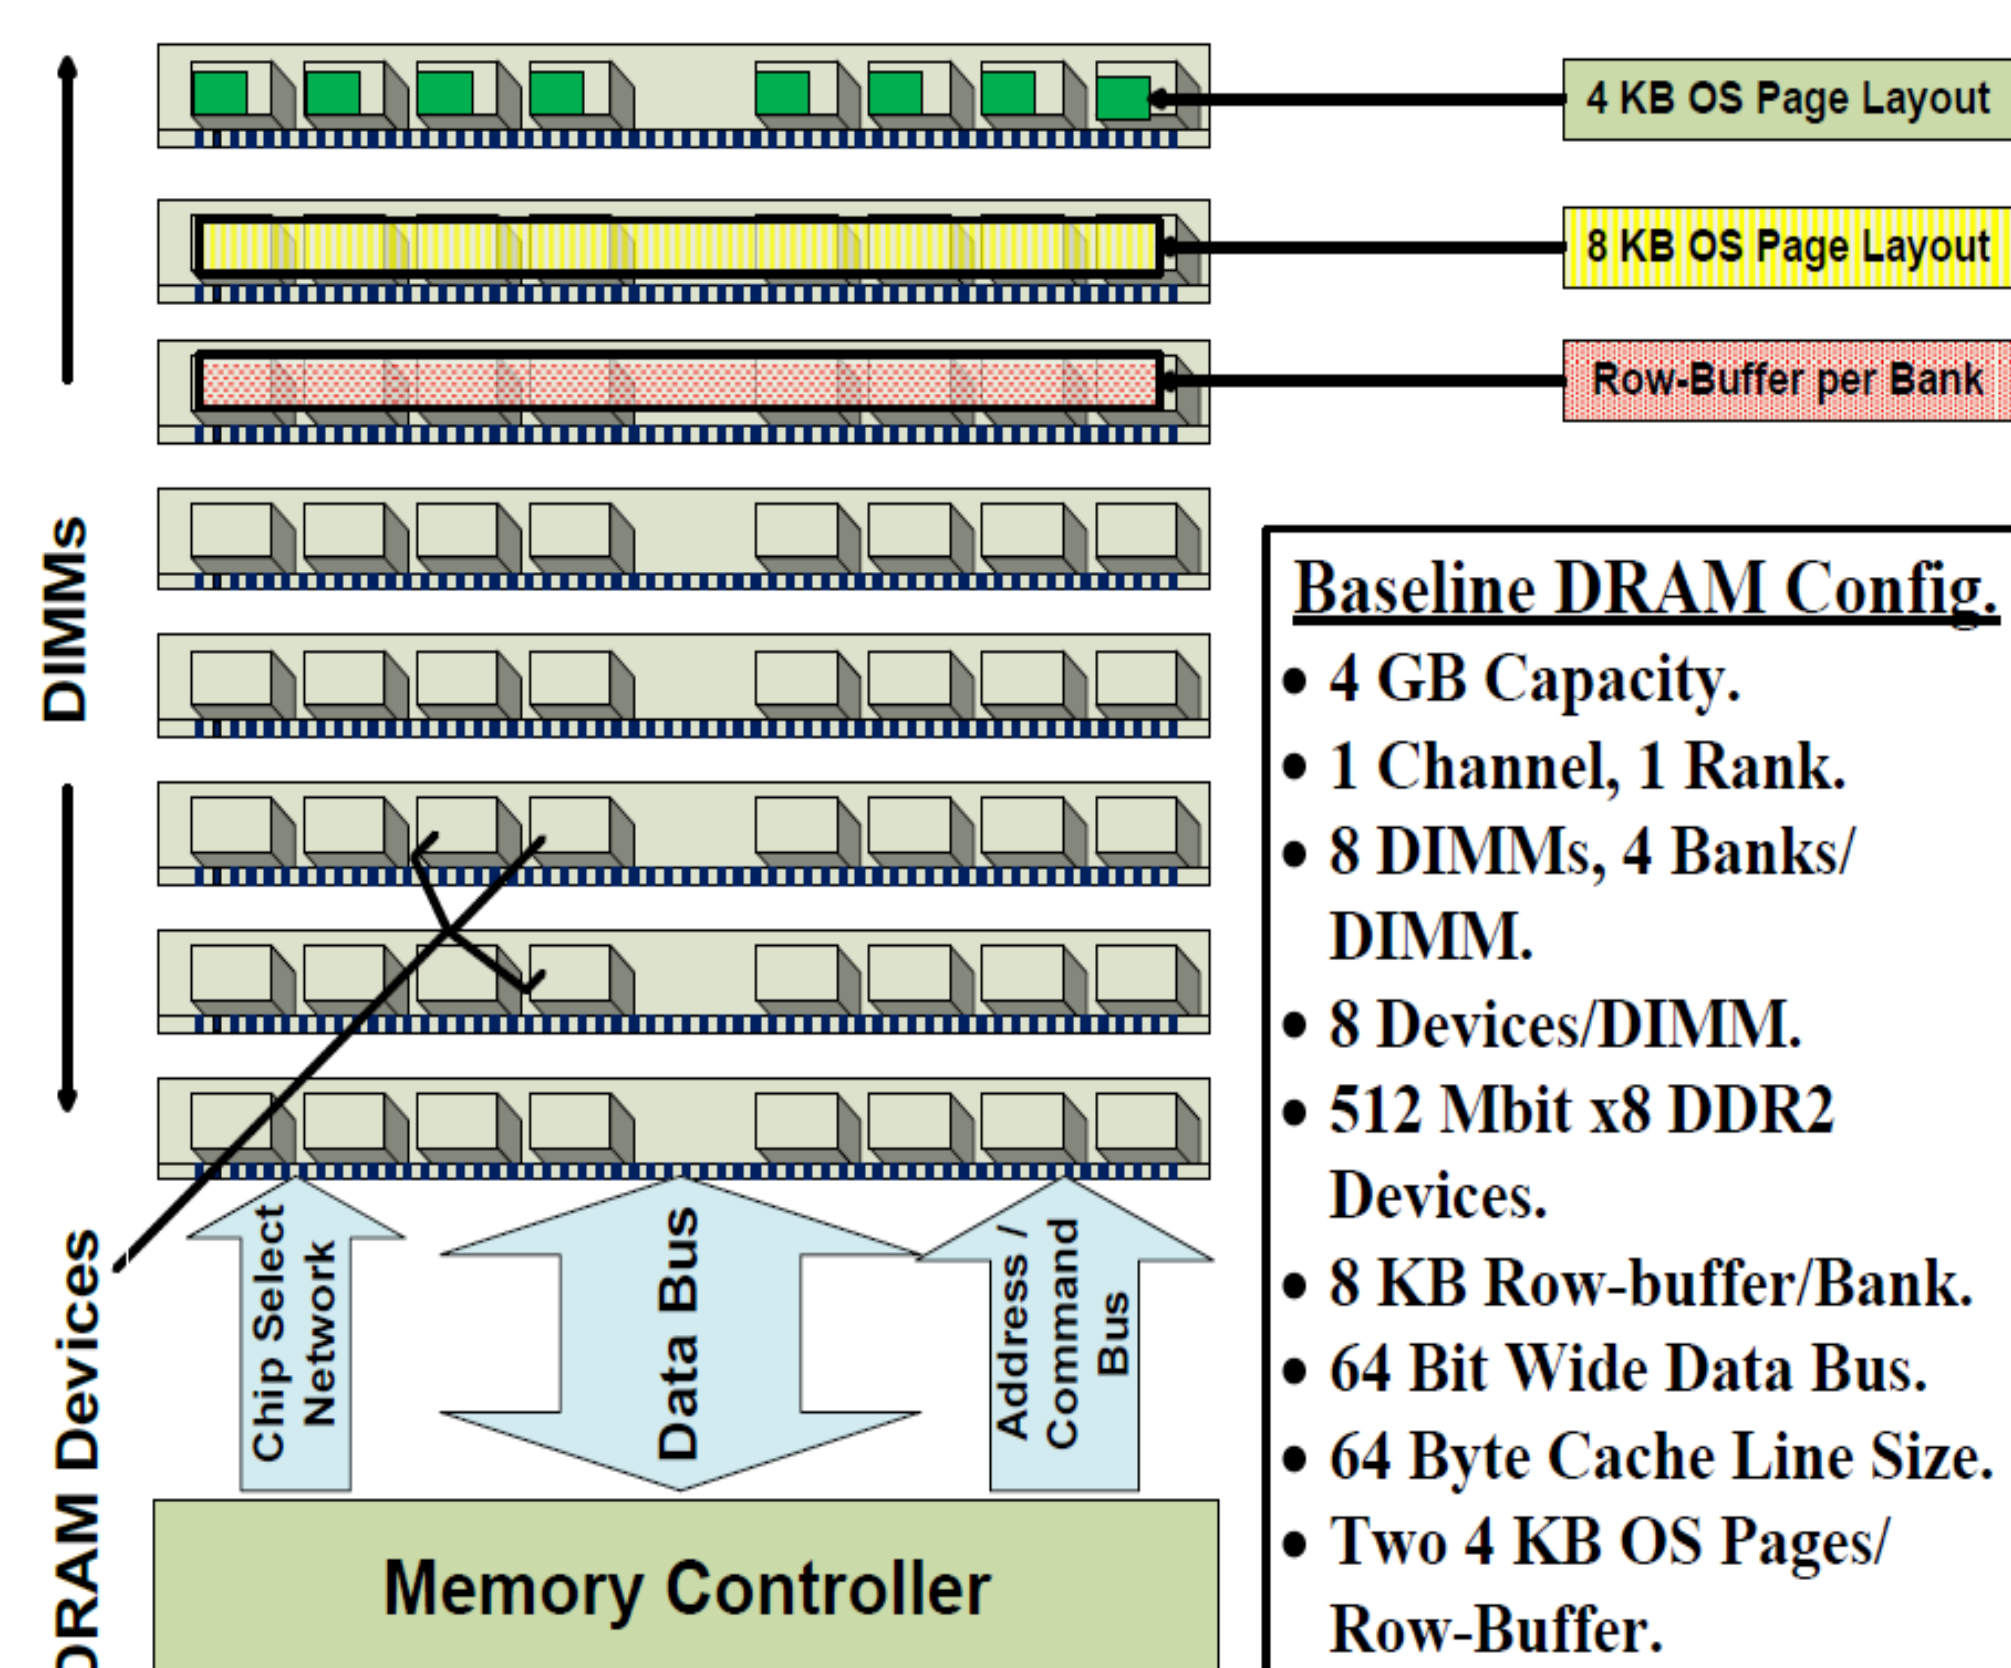 4 KB OS Page Layout
8 KB OS Page Layout
Row-Buffer per Bank
DIMMs
DRAM Devices
Chip Select
Network
Data Bus
Address /
Command
Bus
Memory Controller
Baseline DRAM Config.
• 4 GB Capacity.
• 1 Channel, 1 Rank.
• 8 DIMMs, 4 Banks/
DIMM.
• 8 Devices/DIMM.
• 512 Mbit x8 DDR2
Devices.
• 8 KB Row-buffer/Bank.
• 64 Bit Wide Data Bus.
• 64 Byte Cache Line Size.
• Two 4 KB OS Pages/
Row-Buffer.